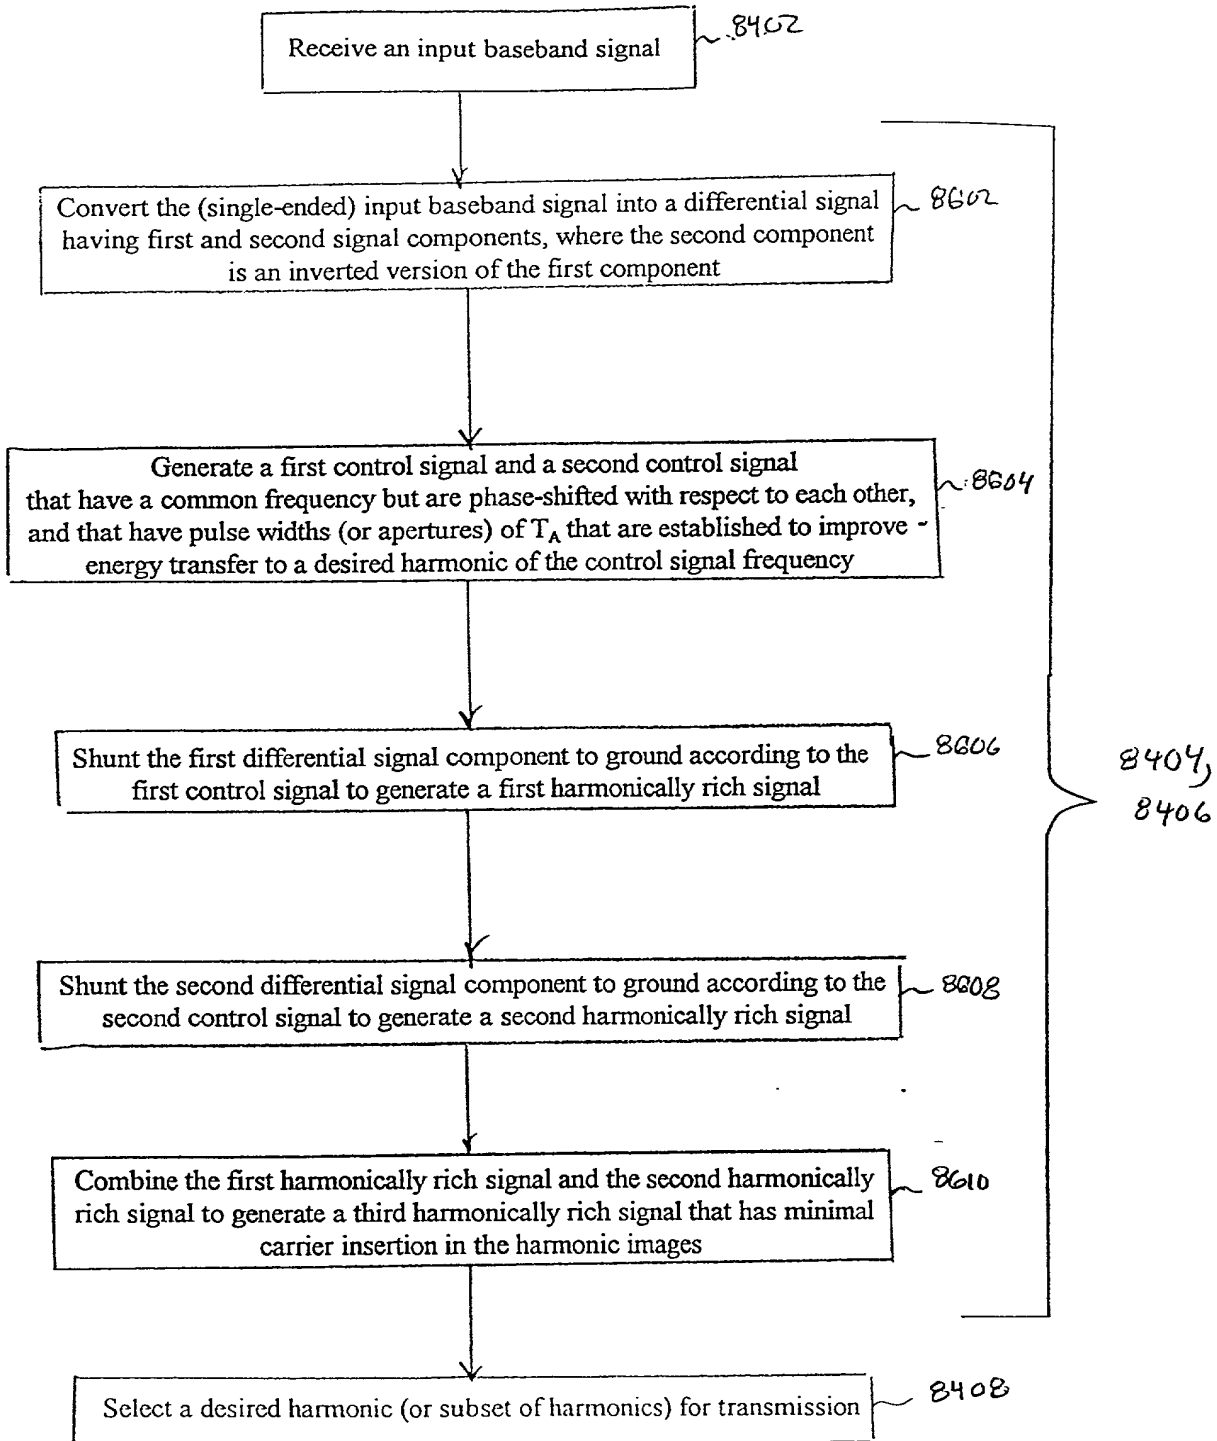 Receive an input baseband signal
8402
Convert the (single-ended) input baseband signal into a differential signal
having first and second signal components, where the second component
is an inverted version of the first component
8602
Generate a first control signal and a second control signal
that have a common frequency but are phase-shifted with respect to each other,
and that have pulse widths (or apertures) of T_A that are established to improve
energy transfer to a desired harmonic of the control signal frequency
8604
Shunt the first differential signal component to ground according to the
first control signal to generate a first harmonically rich signal
8606
8404,
8406
Shunt the second differential signal component to ground according to the
second control signal to generate a second harmonically rich signal
8608
Combine the first harmonically rich signal and the second harmonically
rich signal to generate a third harmonically rich signal that has minimal
carrier insertion in the harmonic images
8610
Select a desired harmonic (or subset of harmonics) for transmission
8408